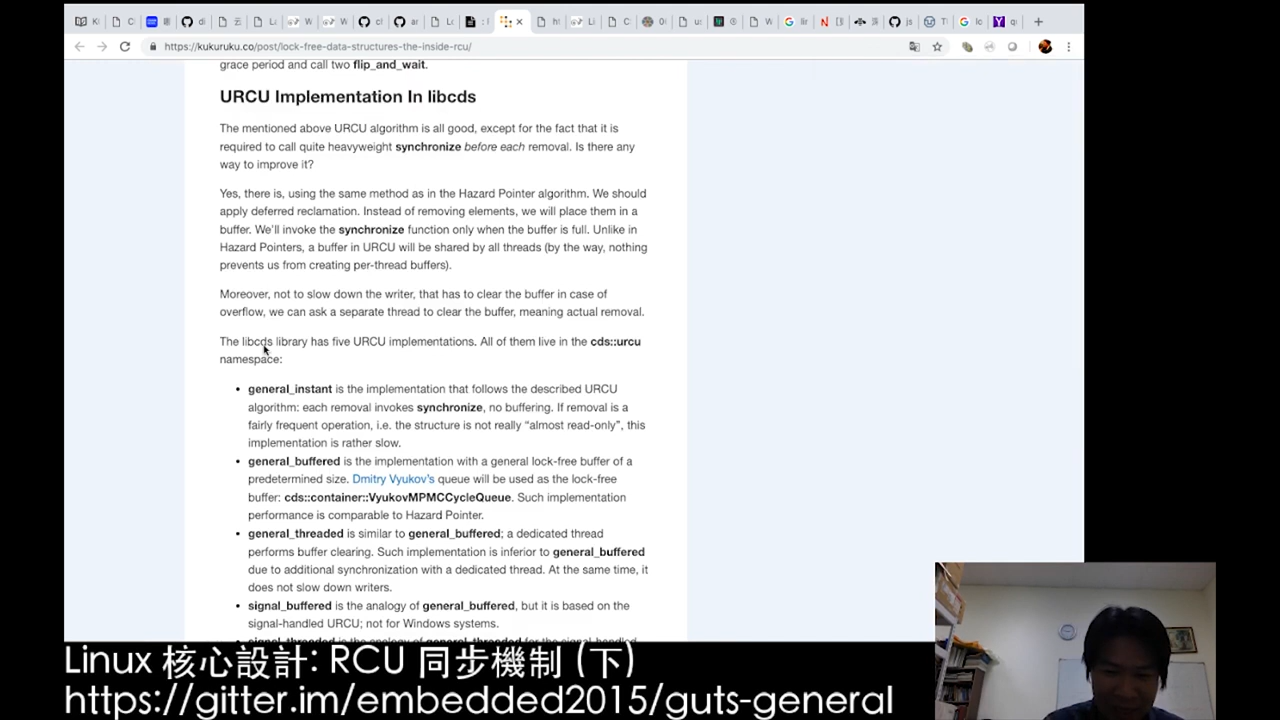 https://kukuruku.co/post/lock-free-data-structures-the-inside-rcu/
grace period and call two flip_and_wait.
URCU Implementation In libcds
The mentioned above URCU algorithm is all good, except for the fact that it is
required to call quite heavyweight synchronize before each removal. Is there any
way to improve it?
Yes, there is, using the same method as in the Hazard Pointer algorithm. We should
apply deferred reclamation. Instead of removing elements, we will place them in a
buffer. We'll invoke the synchronize function only when the buffer is full. Unlike in
Hazard Pointers, a buffer in URCU will be shared by all threads (by the way, nothing
prevents us from creating per-thread buffers).
Moreover, not to slow down the writer, that has to clear the buffer in case of
overflow, we can ask a separate thread to clear the buffer, meaning actual removal.
The libcds library has five URCU implementations. All of them live in the cds::urcu
namespace:
• general_instant is the implementation that follows the described URCU
algorithm: each removal invokes synchronize, no buffering. If removal is a
fairly frequent operation, i.e. the structure is not really “almost read-only”, this
implementation is rather slow.
• general_buffered is the implementation with a general lock-free buffer of a
predetermined size. Dmitry Vyukov's queue will be used as the lock-free
buffer: cds::container::VyukovMPMCCycleQueue. Such implementation
performance is comparable to Hazard Pointer.
• general_threaded is similar to general_buffered; a dedicated thread
performs buffer clearing. Such implementation is inferior to general_buffered
due to additional synchronization with a dedicated thread. At the same time, it
does not slow down writers.
• signal_buffered is the analogy of general_buffered, but it is based on the
signal-handled URCU; not for Windows systems.
signal_threaded is the analogy of general_threaded for the signal-handled
Linux 核心設計: RCU 同步機制 (下)
https://gitter.im/embedded2015/guts-general